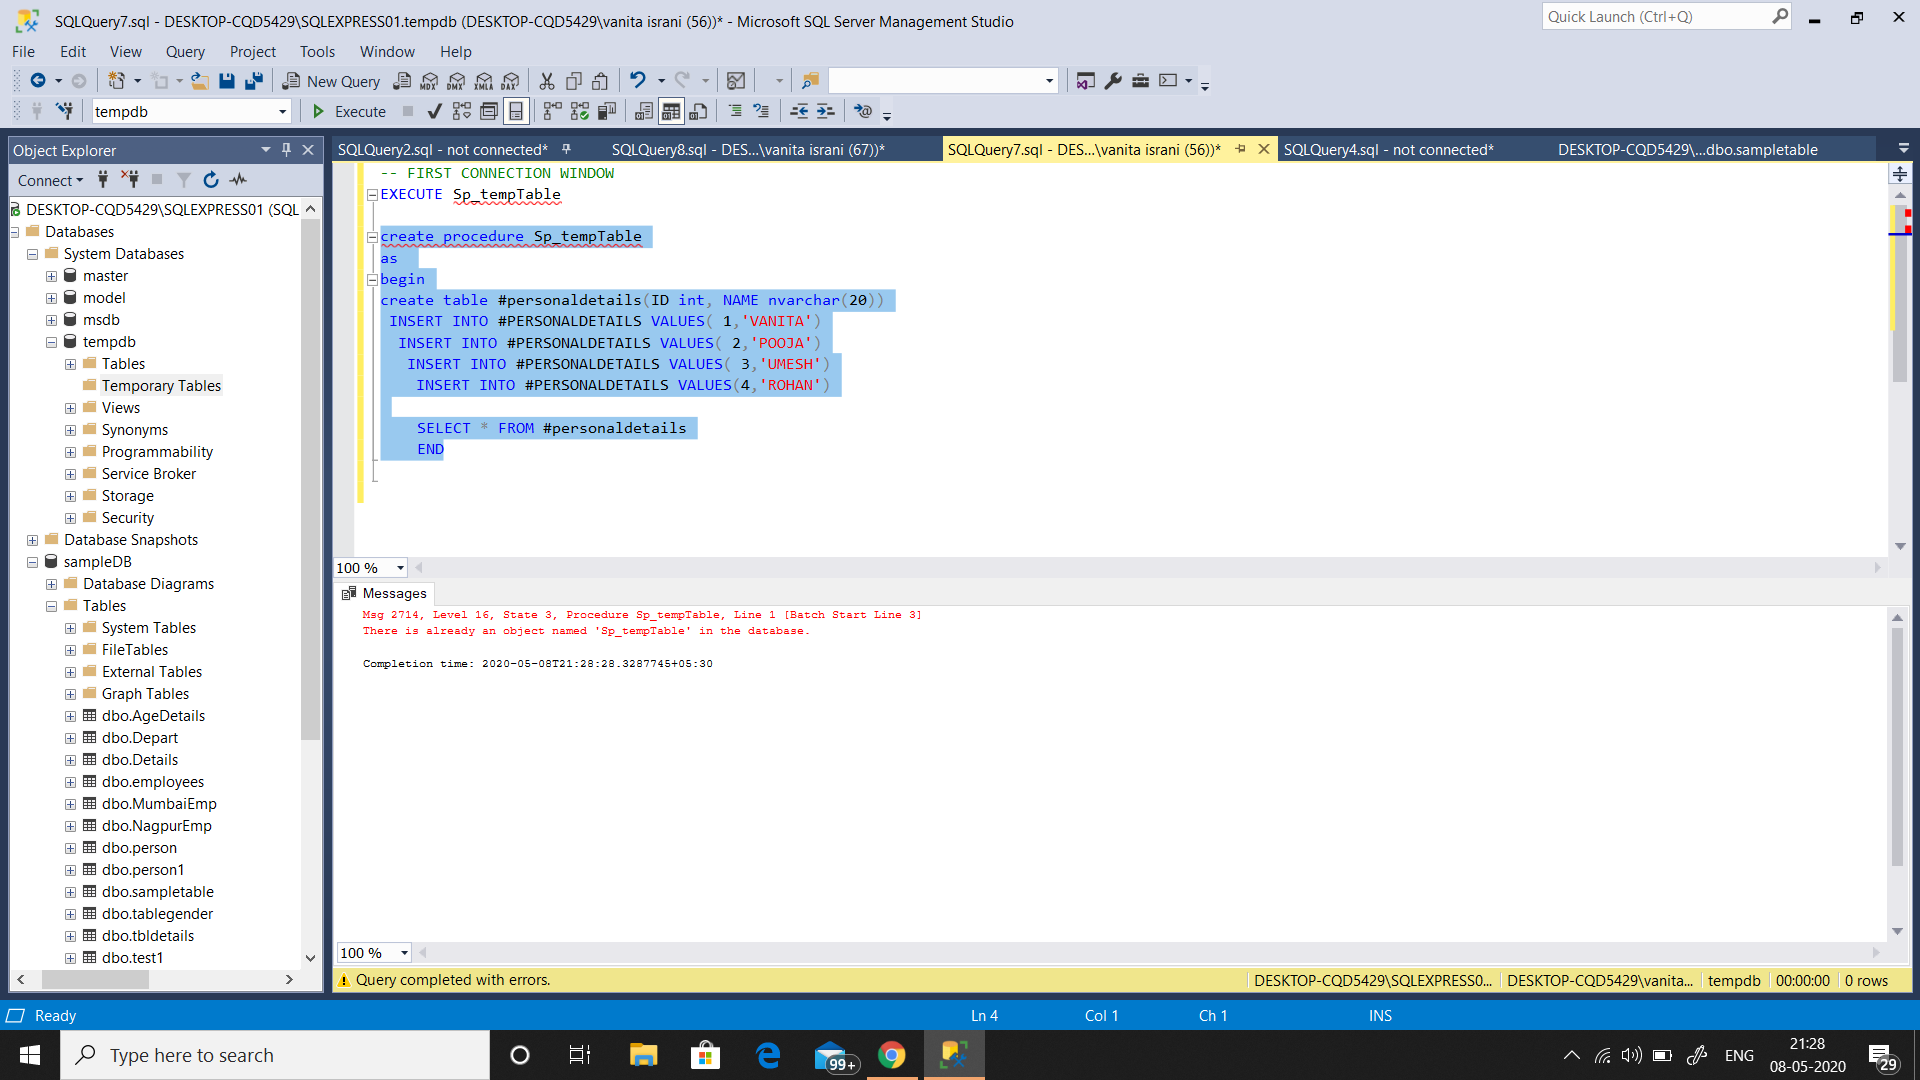 SQLQuery7.sql - DESKTOP-CQD5429\SQLEXPRESS01.tempdb (DESKTOP-CQD5429\vanita israni (56))* - Microsoft SQL Server Management Studio
Quick Launch (Ctrl+Q)
File Edit View Query Project Tools Window Help
New Query MDX DMX XMLA DAX
tempdb Execute
Object Explorer
SQLQuery2.sql - not connected* SQLQuery8.sql - DES...\vanita israni (67))* SQLQuery7.sql - DES...\vanita israni (56))* SQLQuery4.sql - not connected* DESKTOP-CQD5429\...dbo.sampletable
Connect
DESKTOP-CQD5429\SQLEXPRESS01 (SQL
Databases
System Databases
master
model
msdb
tempdb
Tables
Temporary Tables
Views
Synonyms
Programmability
Service Broker
Storage
Security
Database Snapshots
sampleDB
Database Diagrams
Tables
System Tables
FileTables
External Tables
Graph Tables
dbo.AgeDetails
dbo.Depart
dbo.Details
dbo.employees
dbo.MumbaiEmp
dbo.NagpurEmp
dbo.person
dbo.person1
dbo.sampletable
dbo.tablegender
dbo.tbldetails
dbo.test1
-- FIRST CONNECTION WINDOW
EXECUTE Sp_tempTable
create procedure Sp_tempTable
as
begin
create table #personaldetails(ID int, NAME nvarchar(20))
INSERT INTO #PERSONALDETAILS VALUES( 1,'VANITA')
INSERT INTO #PERSONALDETAILS VALUES( 2,'POOJA')
INSERT INTO #PERSONALDETAILS VALUES( 3,'UMESH')
INSERT INTO #PERSONALDETAILS VALUES(4,'ROHAN')
SELECT * FROM #personaldetails
END
100 %
Messages
Msg 2714, Level 16, State 3, Procedure Sp_tempTable, Line 1 [Batch Start Line 3]
There is already an object named 'Sp_tempTable' in the database.
Completion time: 2020-05-08T21:28:28.3287745+05:30
100 %
Query completed with errors. DESKTOP-CQD5429\SQLEXPRESS0... DESKTOP-CQD5429\vanita... tempdb 00:00:00 0 rows
Ready Ln 4 Col 1 Ch 1 INS
Type here to search 99+ ENG 21:28
08-05-2020 29